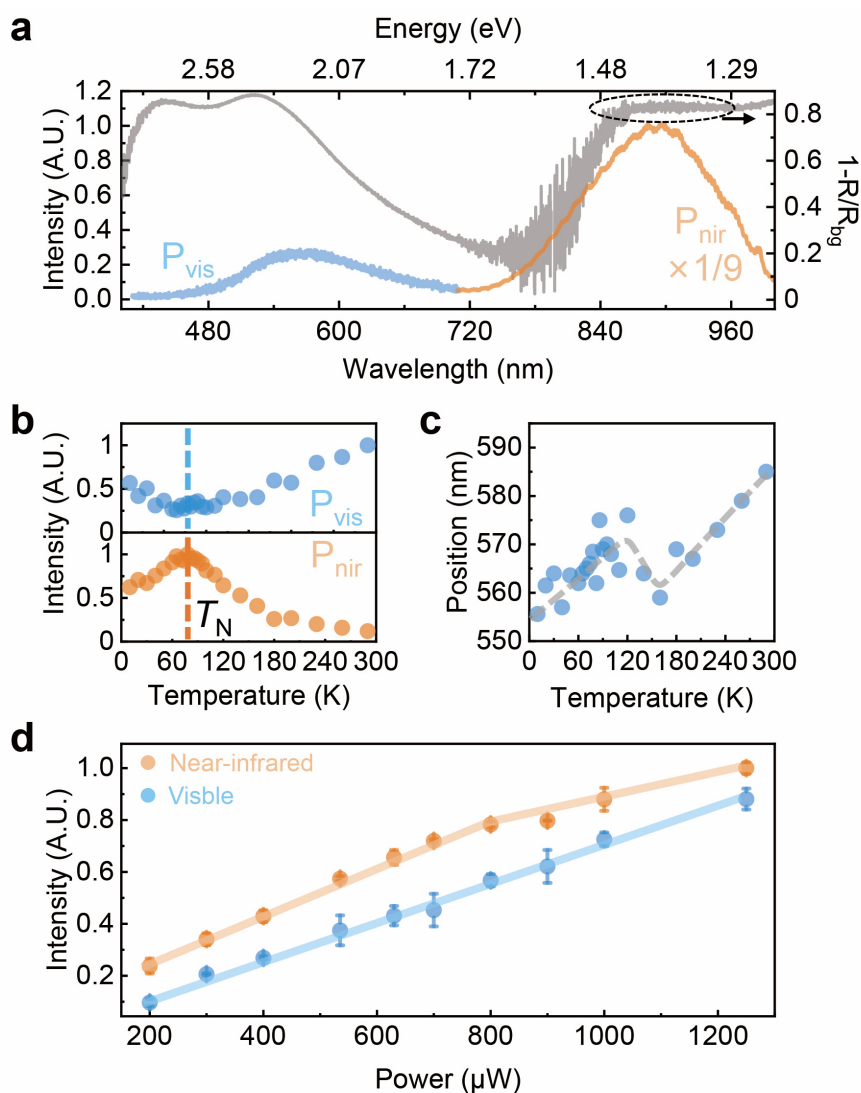 a
Energy (eV)
2.58 2.07 1.72 1.48 1.29
1.2
1.0
0.8
0.6
0.4
0.2
0.0
Intensity (A.U.)
0.8
0.6
0.4
0.2
0
1-R/Rbg
Pvis
Pnir
×1/9
480 600 720 840 960
Wavelength (nm)
b
1
0.5
0
1
0.5
0
Intensity (A.U.)
Pvis
Pnir
TN
0 60 120 180 240 300
Temperature (K)
c
590
580
570
560
550
Position (nm)
60 120 180 240 300
Temperature (K)
d
Near-infrared
Visble
1.0
0.8
0.6
0.4
0.2
Intensity (A.U.)
200 400 600 800 1000 1200
Power (µW)